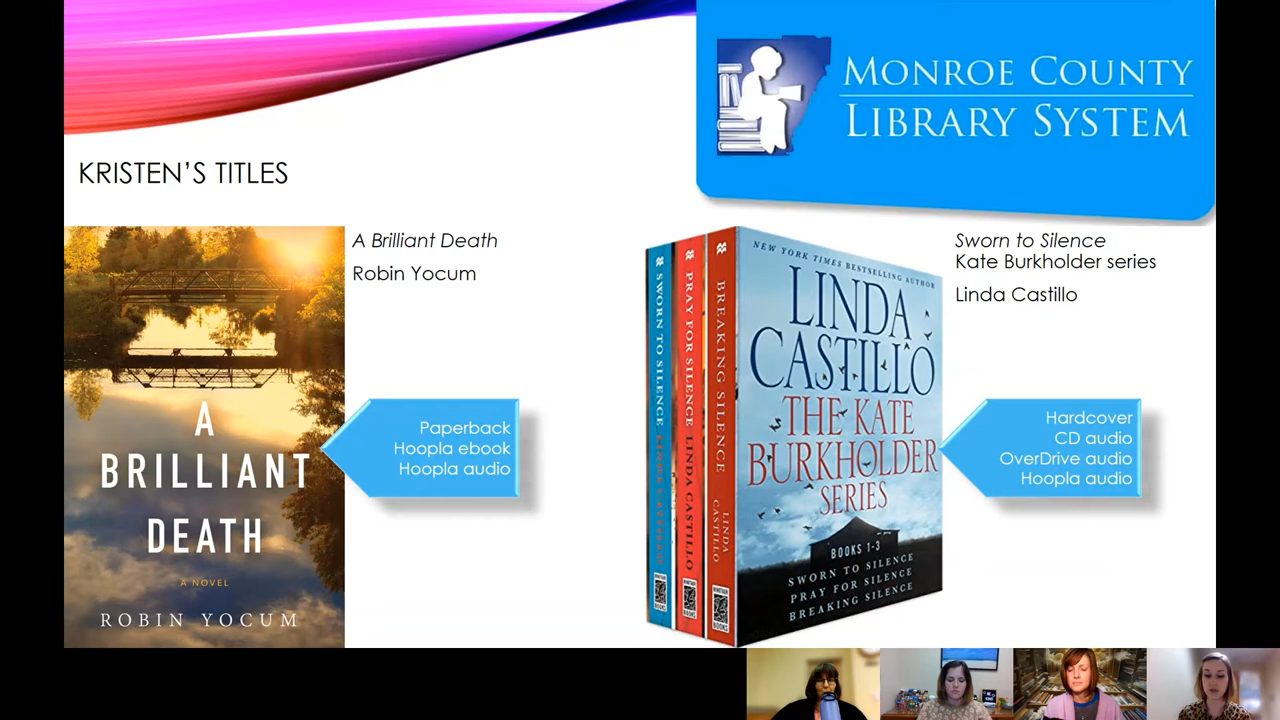 MONROE COUNTY
LIBRARY SYSTEM
KRISTEN'S TITLES
A Brilliant Death
Robin Yocum
A
BRILLIANT
DEATH
A NOVEL
ROBIN YOCUM
Paperback
Hoopla ebook
Hoopla audio
SWORN TO SILENCE LINDA CASTILLO
PRAY FOR SILENCE LINDA CASTILLO
BREAKING SILENCE LINDA CASTILLO
NEW YORK TIMES BESTSELLING AUTHOR
LINDA
CASTILLO
THE KATE
BURKHOLDER
SERIES
BOOKS 1-3
SWORN TO SILENCE
PRAY FOR SILENCE
BREAKING SILENCE
Sworn to Silence
Kate Burkholder series
Linda Castillo
Hardcover
CD audio
OverDrive audio
Hoopla audio